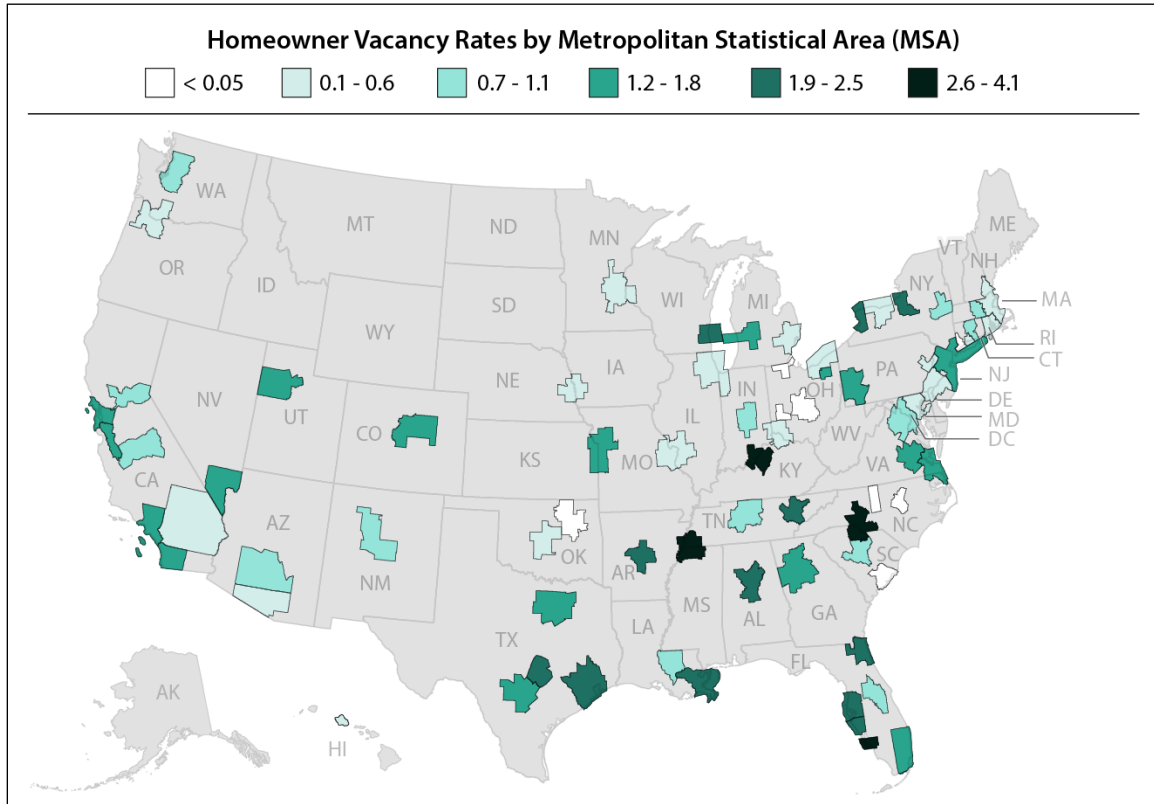 Homeowner Vacancy Rates by Metropolitan Statistical Area (MSA)
< 0.05 0.1 - 0.6 0.7 - 1.1 1.2 - 1.8 1.9 - 2.5 2.6 - 4.1
WA
MT
ND
MN
VT
ME
NH
OR
ID
SD
WI
MI
NY
MA
WY
RI
CT
NE
IA
PA
NJ
NV
UT
CO
IL
IN
OH
DE
MD
DC
CA
KS
MO
KY
WV
VA
AZ
NM
OK
AR
TN
NC
SC
TX
LA
MS
AL
GA
FL
AK
HI